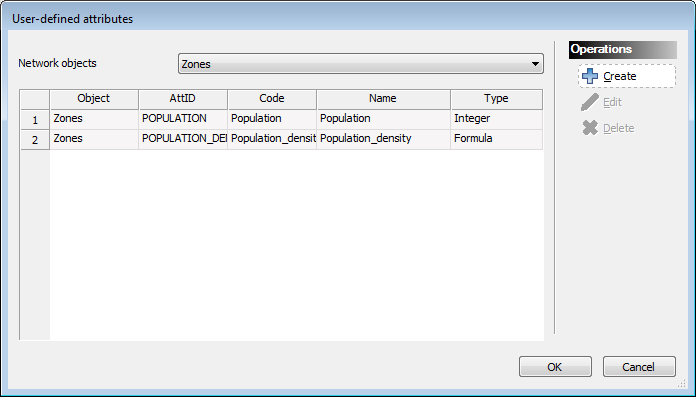 User-defined attributes
Network objects
Zones
Operations
Create
Edit
Delete
Object AttID Code Name Type
1 Zones POPULATION Population Population Integer
2 Zones POPULATION_DE Population_densit Population_density Formula
OK Cancel